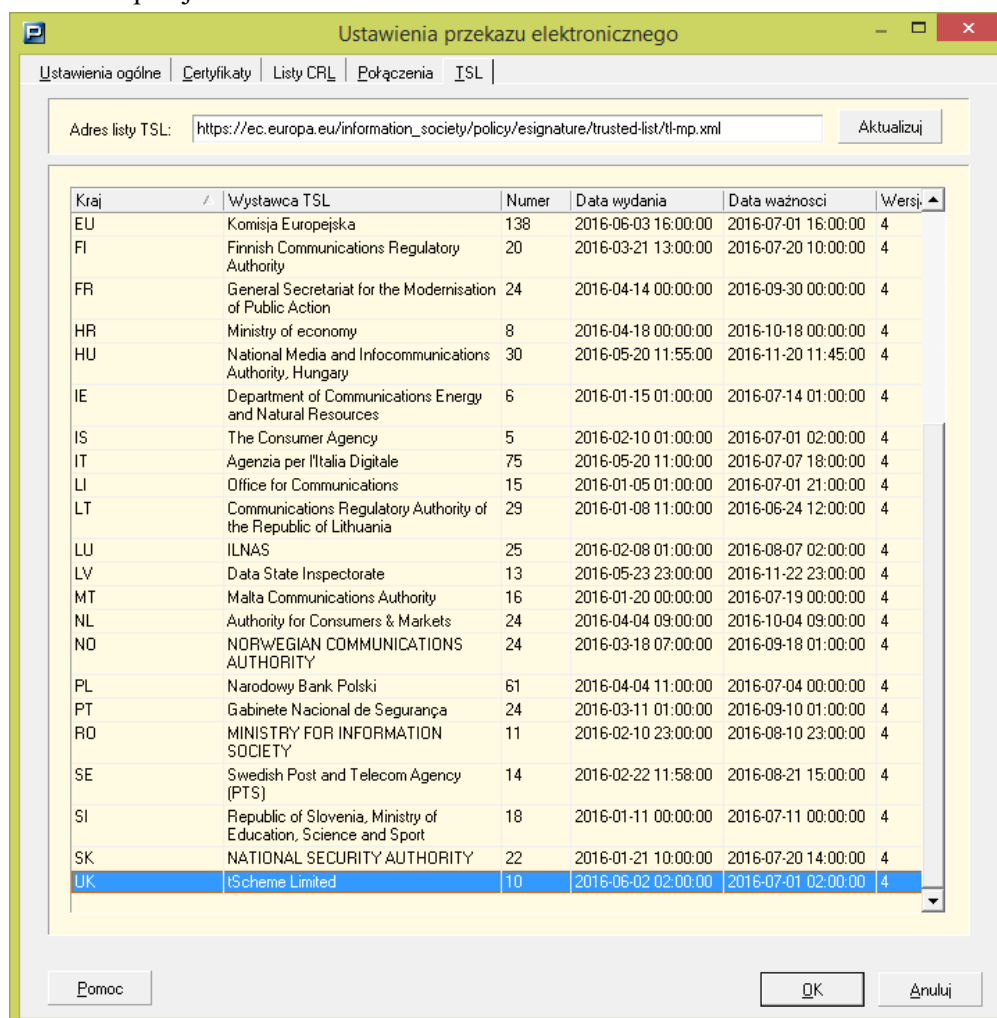 Ustawienia przekazu elektronicznego
Ustawienia ogólne Certyfikaty Listy CRL Połączenia TSL
Adres listy TSL: https://ec.europa.eu/information_society/policy/esignature/trusted-list/tl-mp.xml Aktualizuj
Kraj Wystawca TSL Numer Data wydania Data ważnosci
EU Komisja Europejska 138 2016-06-03 16:00:00 2016-07-01 16:00:00 4
FI Finnish Communications Regulatory 20 2016-03-21 13:00:00 2016-07-20 10:00:00 4
Authority
FR General Secretariat for the Modernisation 24 2016-04-14 00:00:00 2016-09-30 00:00:00 4
of Public Action
HR Ministry of economy 8 2016-04-18 00:00:00 2016-10-18 00:00:00 4
HU National Media and Infocommunications 30 2016-05-20 11:55:00 2016-11-20 11:45:00 4
Authority, Hungary
IE Department of Communications Energy 6 2016-01-15 01:00:00 2016-07-14 01:00:00 4
and Natural Resources
IS The Consumer Agency 5 2016-02-10 01:00:00 2016-07-01 02:00:00 4
IT Agenzia per l'Italia Digitale 75 2016-05-20 11:00:00 2016-07-07 18:00:00 4
LI Office for Communications 15 2016-01-05 01:00:00 2016-07-01 21:00:00 4
LT Communications Regulatory Authority of 29 2016-01-08 11:00:00 2016-06-24 12:00:00 4
the Republic of Lithuania
LU ILNAS 25 2016-02-08 01:00:00 2016-08-07 02:00:00 4
LV Data State Inspectorate 13 2016-05-23 23:00:00 2016-11-22 23:00:00 4
MT Malta Communications Authority 16 2016-01-20 00:00:00 2016-07-19 00:00:00 4
NL Authority for Consumers & Markets 24 2016-04-04 09:00:00 2016-10-04 09:00:00 4
NO NORWEGIAN COMMUNICATIONS 24 2016-03-18 07:00:00 2016-09-18 01:00:00 4
AUTHORITY
PL Narodowy Bank Polski 61 2016-04-04 11:00:00 2016-07-04 00:00:00 4
PT Gabinete Nacional de Segurança 24 2016-03-11 01:00:00 2016-09-10 01:00:00 4
RO MINISTRY FOR INFORMATION 11 2016-02-10 23:00:00 2016-08-10 23:00:00 4
SOCIETY
SE Swedish Post and Telecom Agency 14 2016-02-22 11:58:00 2016-08-21 15:00:00 4
(PTS)
SI Republic of Slovenia, Ministry of 18 2016-01-11 00:00:00 2016-07-11 00:00:00 4
Education, Science and Sport
SK NATIONAL SECURITY AUTHORITY 22 2016-01-21 10:00:00 2016-07-20 14:00:00 4
UK tScheme Limited 10 2016-06-02 02:00:00 2016-07-01 02:00:00 4
Pomoc OK Anuluj